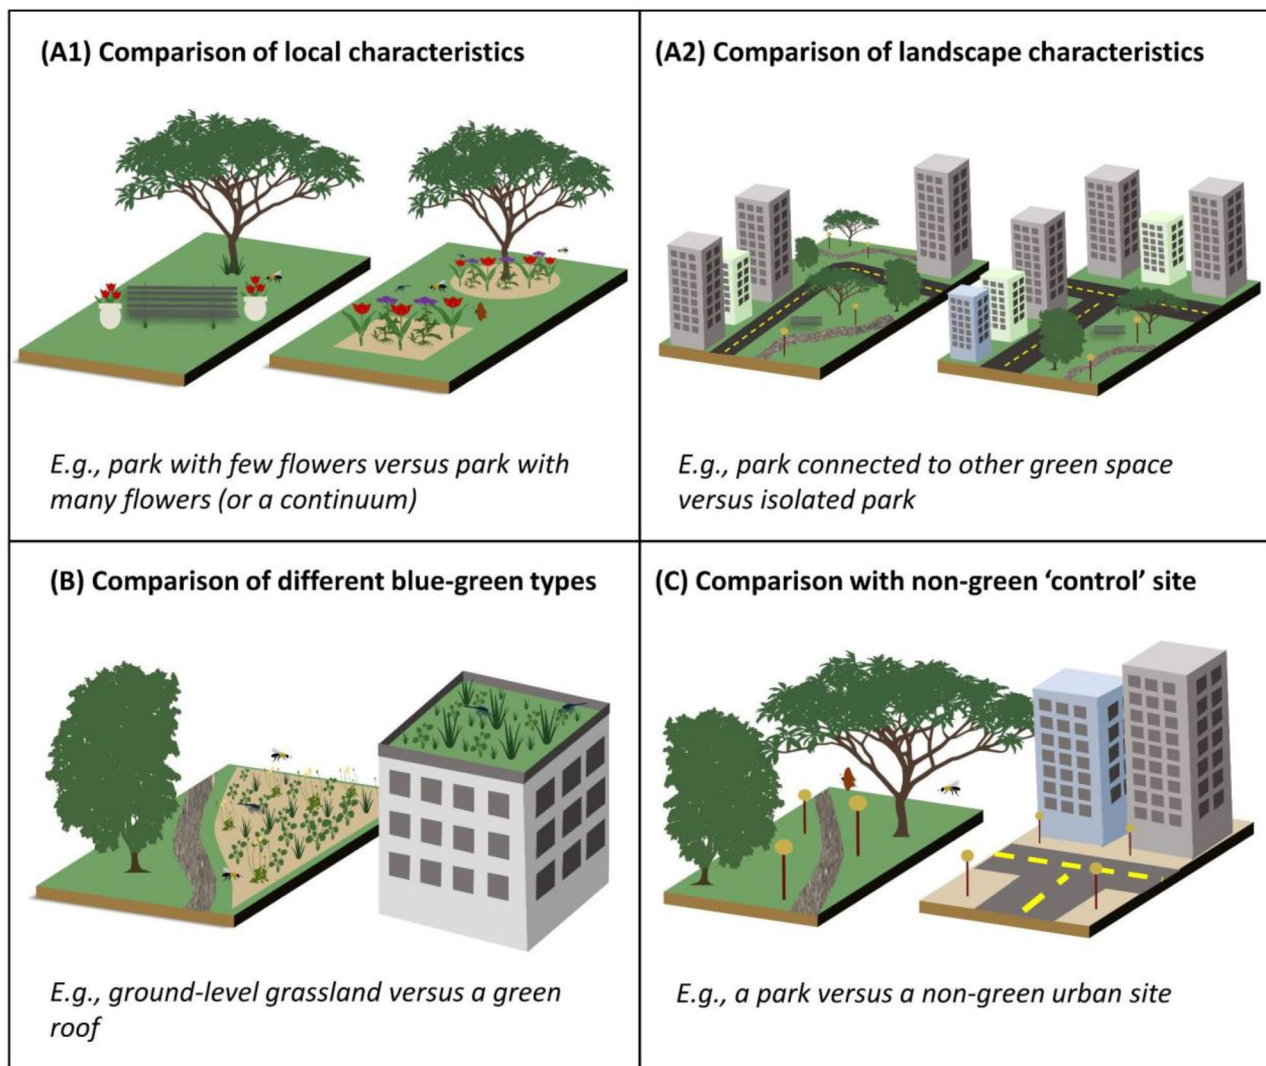 (A1) Comparison of local characteristics
E.g., park with few flowers versus park with
many flowers (or a continuum)
(A2) Comparison of landscape characteristics
E.g., park connected to other green space
versus isolated park
(B) Comparison of different blue-green types
E.g., ground-level grassland versus a green
roof
(C) Comparison with non-green ‘control’ site
E.g., a park versus a non-green urban site